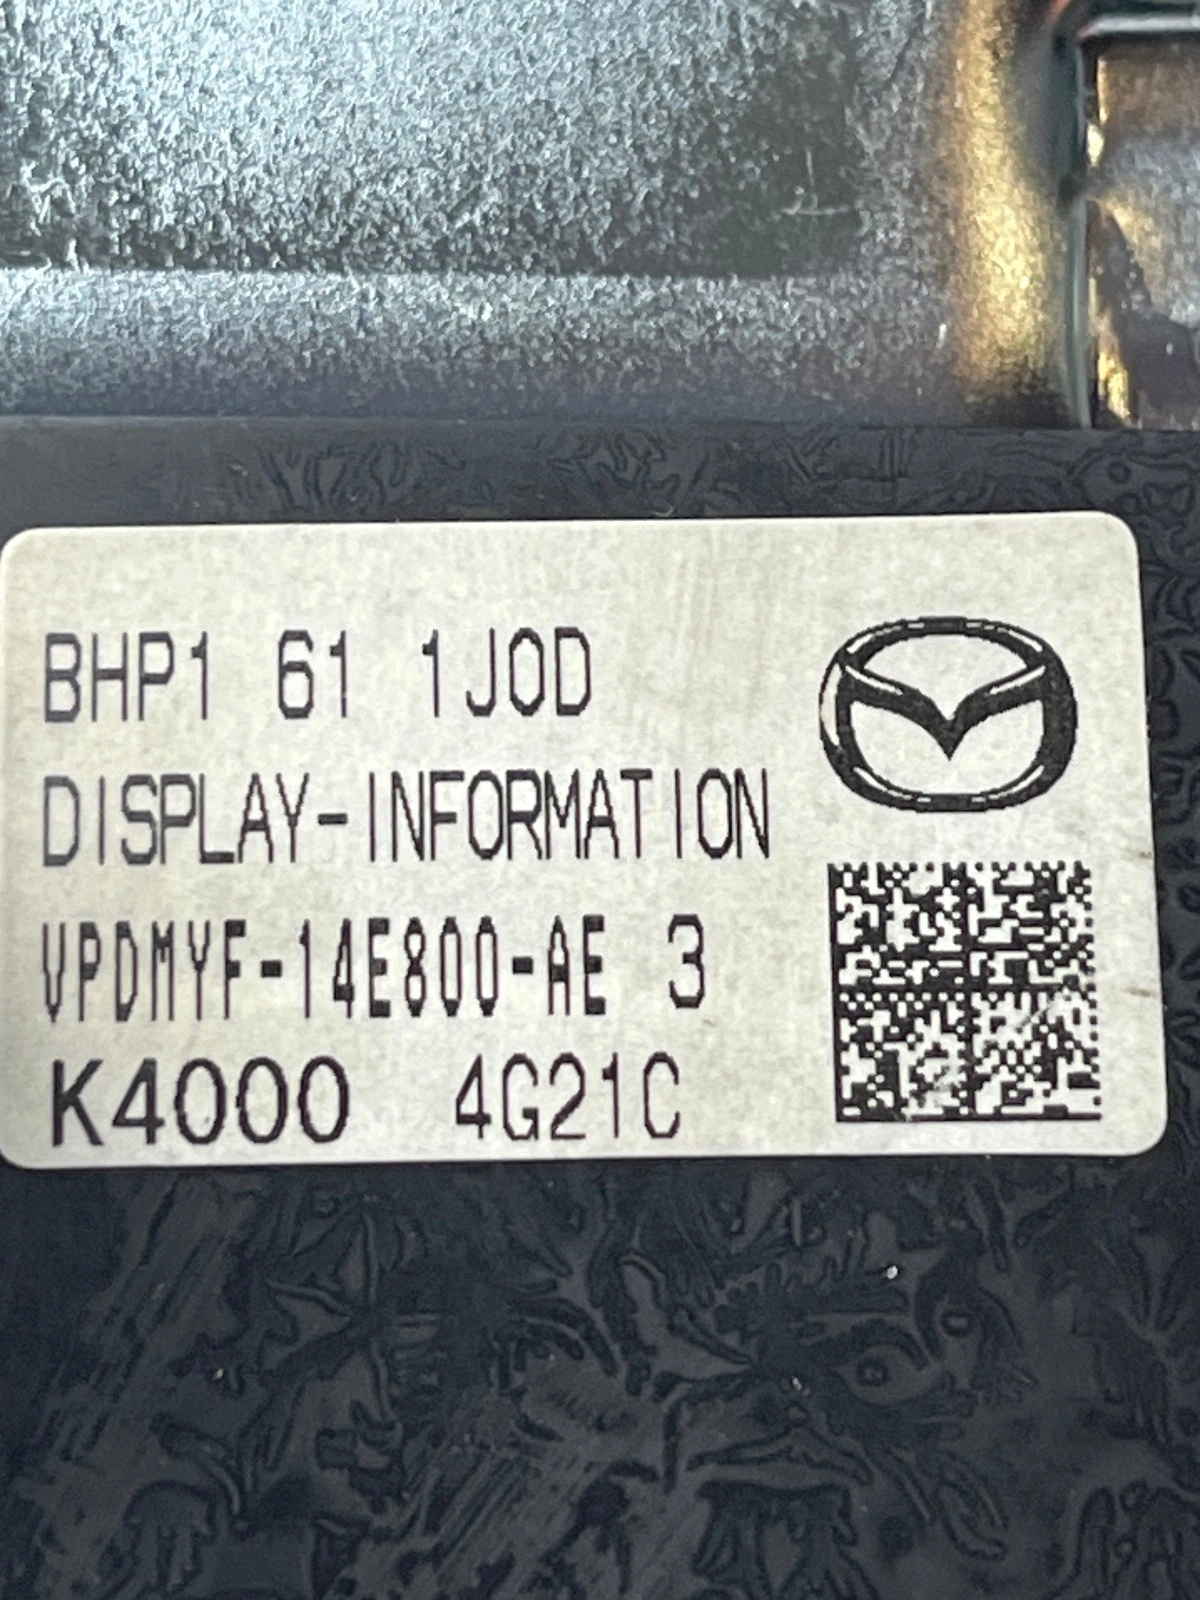 BHP1 61 1J0D
DISPLAY-INFORMATION
VPDMYF-14E800-AE 3
K4000 4G21C